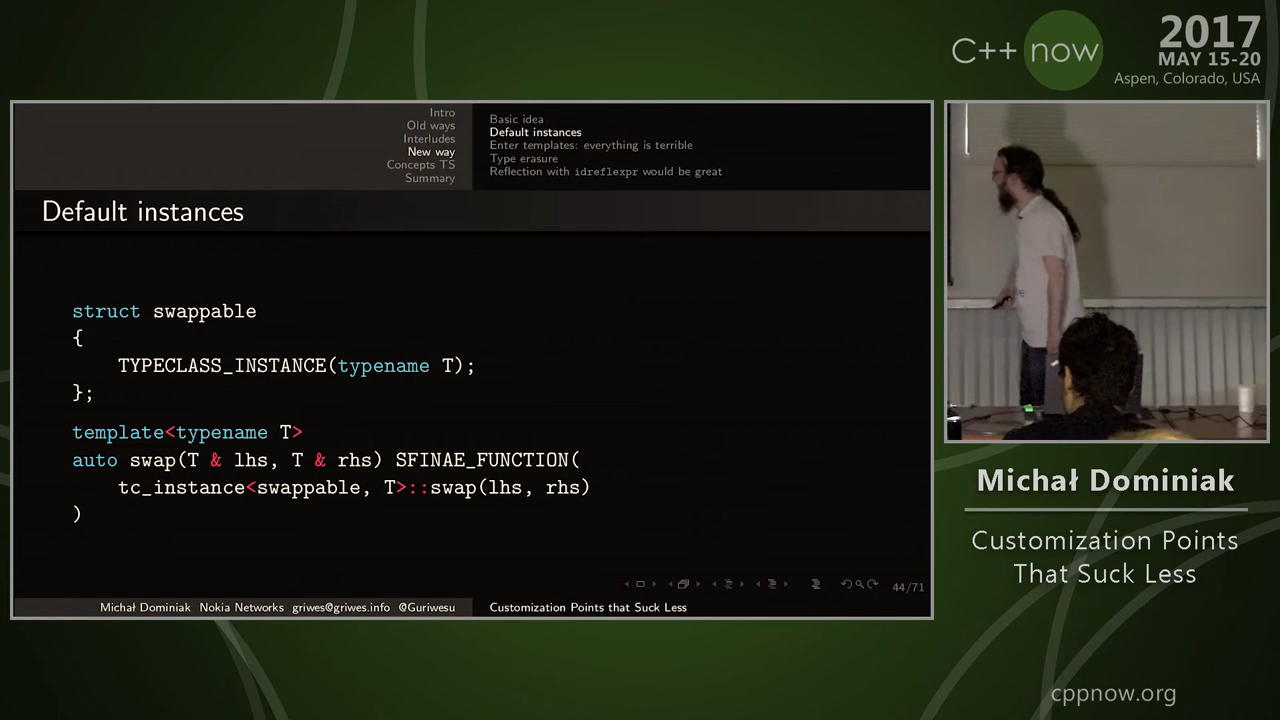 C++ now
2017
MAY 15-20
Aspen, Colorado, USA
Intro
Old ways
Interludes
New way
Concepts TS
Summary
Basic idea
Default instances
Enter templates: everything is terrible
Type erasure
Reflection with idreflexpr would be great
Default instances
struct swappable
{
TYPECLASS_INSTANCE(typename T);
};
template<typename T>
auto swap(T & lhs, T & rhs) SFINAE_FUNCTION(
tc_instance<swappable, T>::swap(lhs, rhs)
)
44/71
Michał Dominiak Nokia Networks griwes@griwes.info @Guriwesu
Customization Points that Suck Less
Michał Dominiak
Customization Points
That Suck Less
cppnow.org